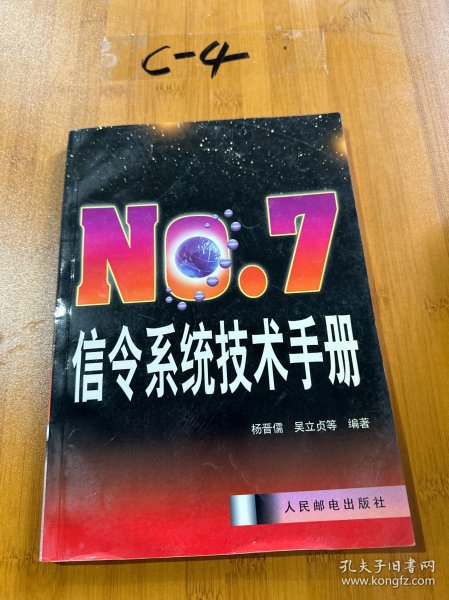 C-4
No.7
信令系统技术手册
杨晋儒 吴立贞等 编著
人民邮电出版社
孔夫子旧书网
www.kongfz.com